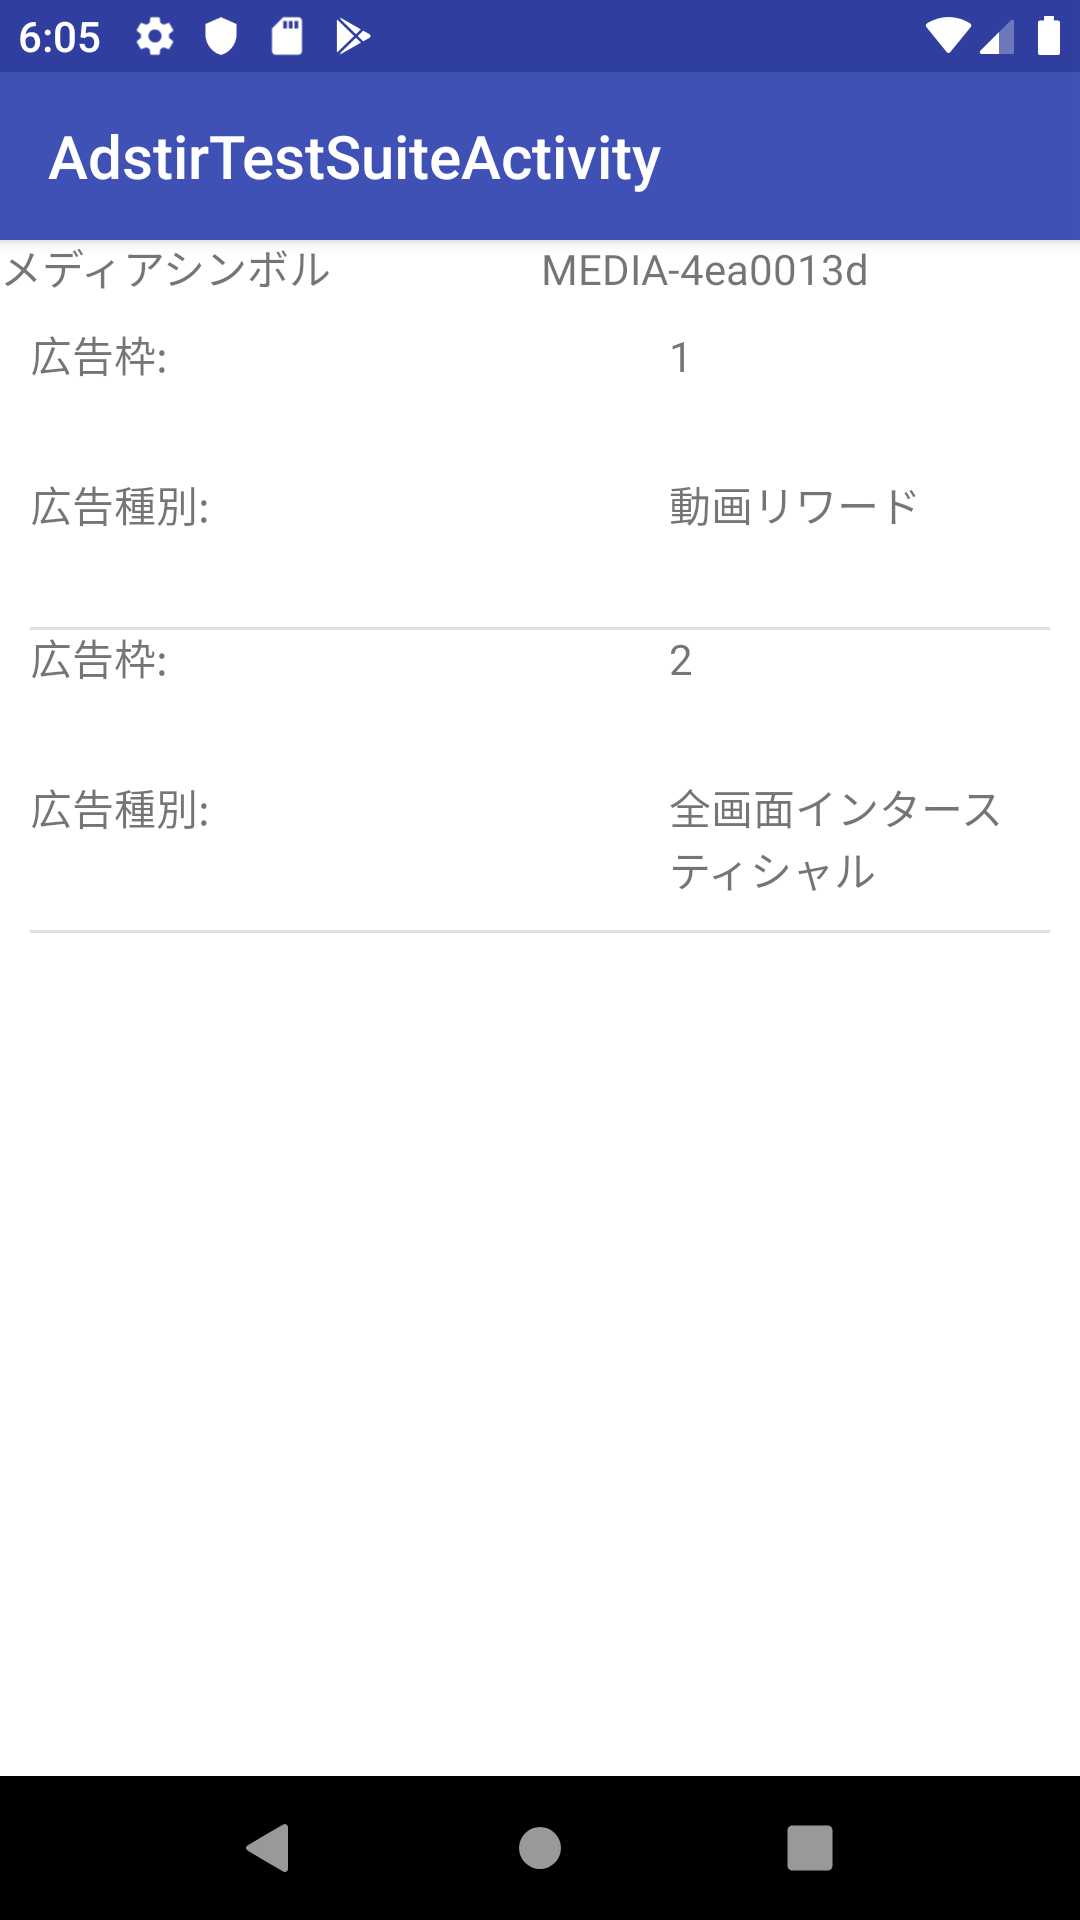 6:05
AdstirTestSuiteActivity
メディアシンボル MEDIA-4ea0013d
広告枠: 1
広告種別: 動画リワード
広告枠: 2
広告種別: 全画面インタース
ティシャル